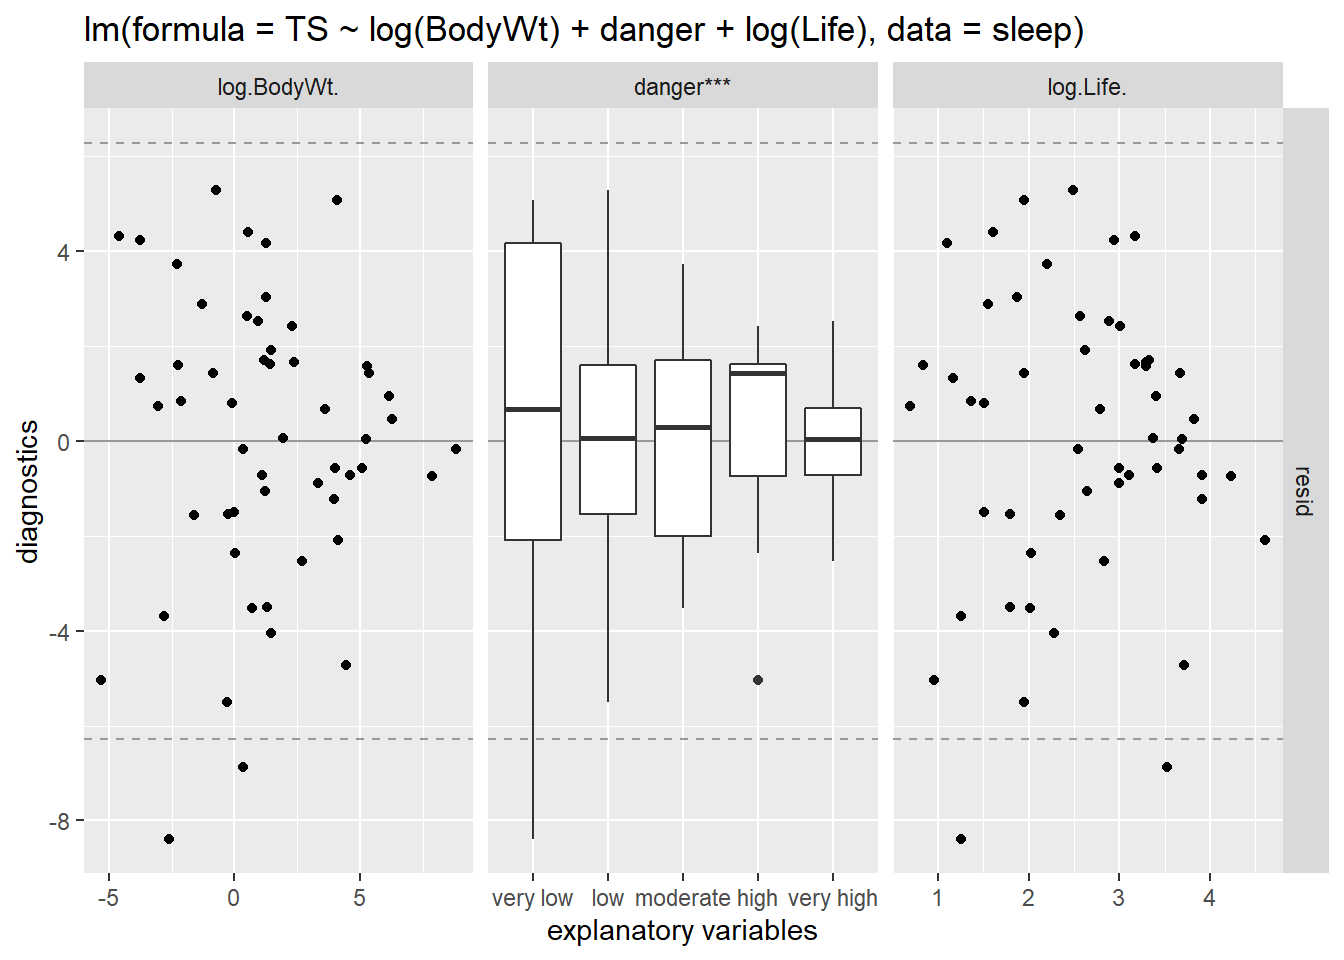 lm(formula = TS ~ log(BodyWt) + danger + log(Life), data = sleep)
log.BodyWt.
danger***
log.Life.
4
0
-4
-8
diagnostics
resid
-5 0 5
very low low moderate high very high
1 2 3 4
explanatory variables